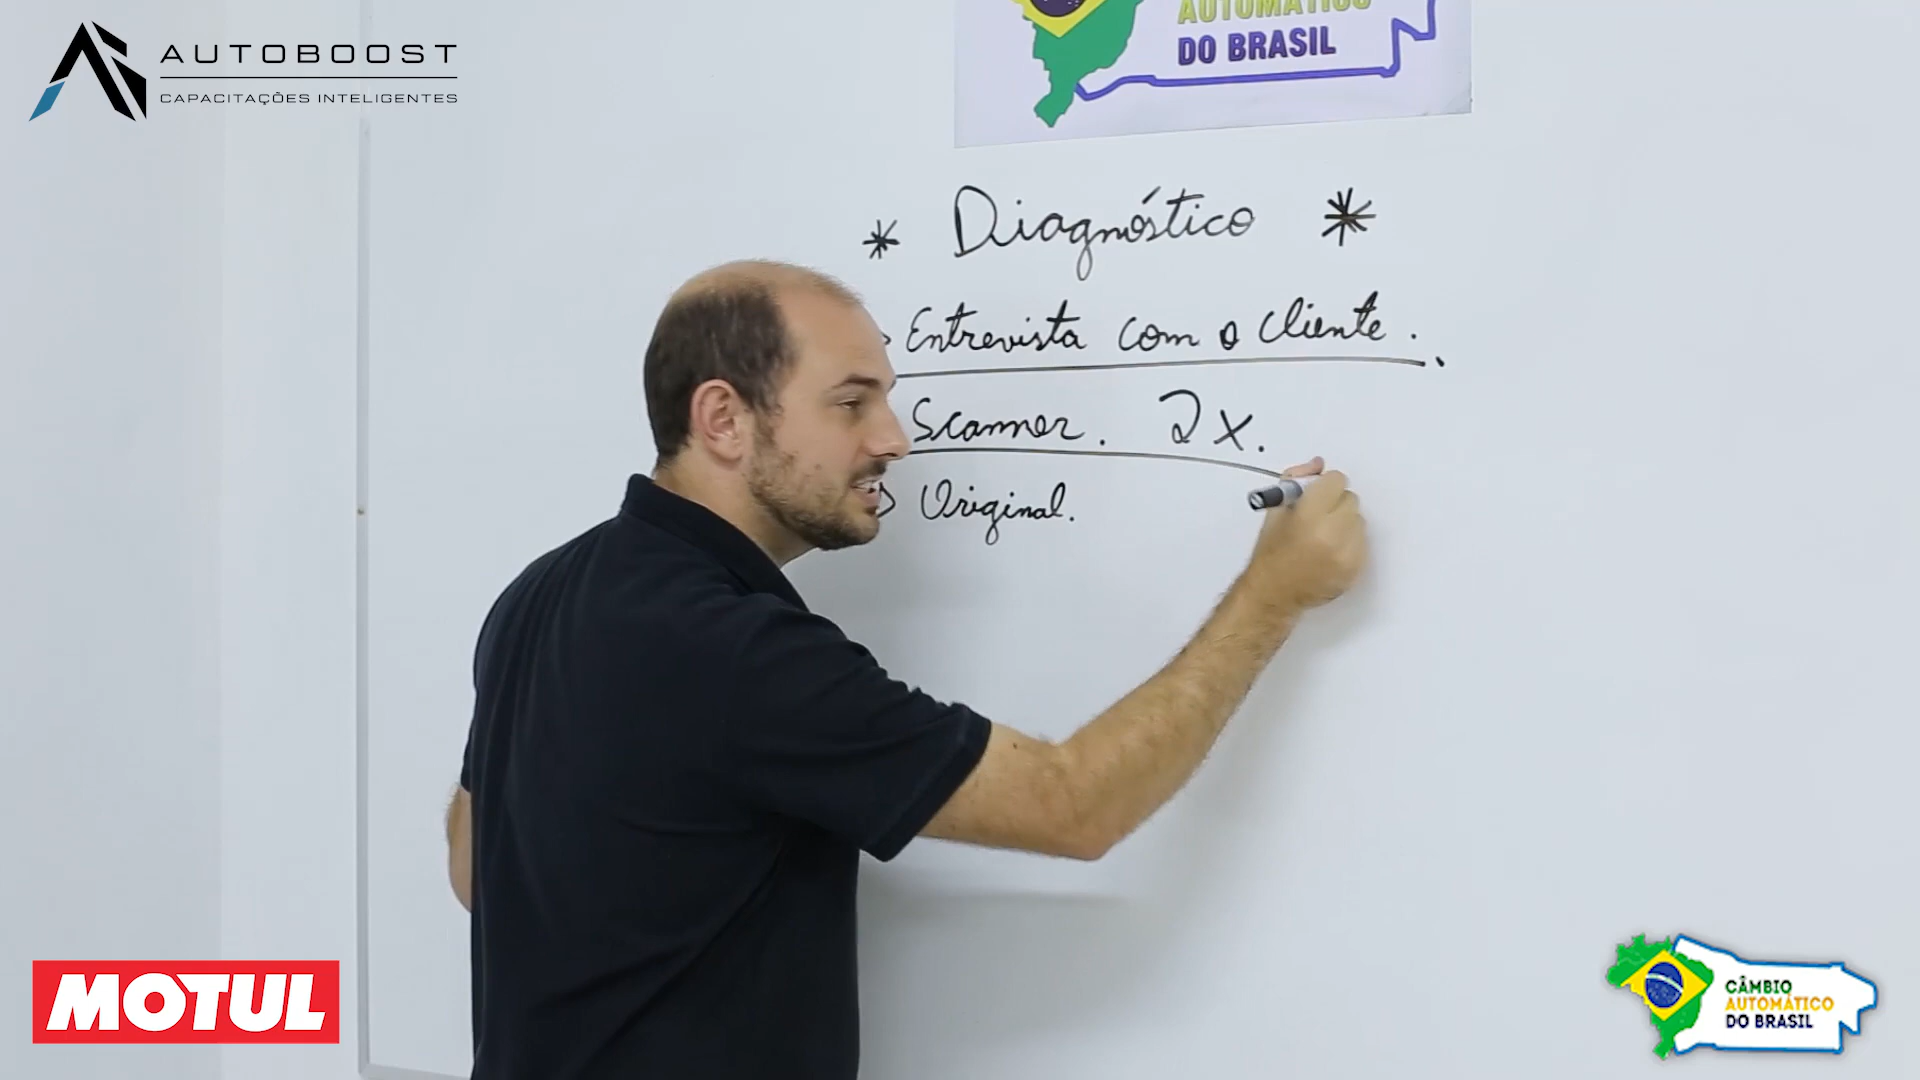 AUTOBOOST
CAPACITAÇÕES INTELIGENTES
AUTOMÁTICO
DO BRASIL
* Diagnóstico *
Entrevista com o cliente.
Scanner. 2x.
Original.
MOTUL
CÂMBIO
AUTOMÁTICO
DO BRASIL